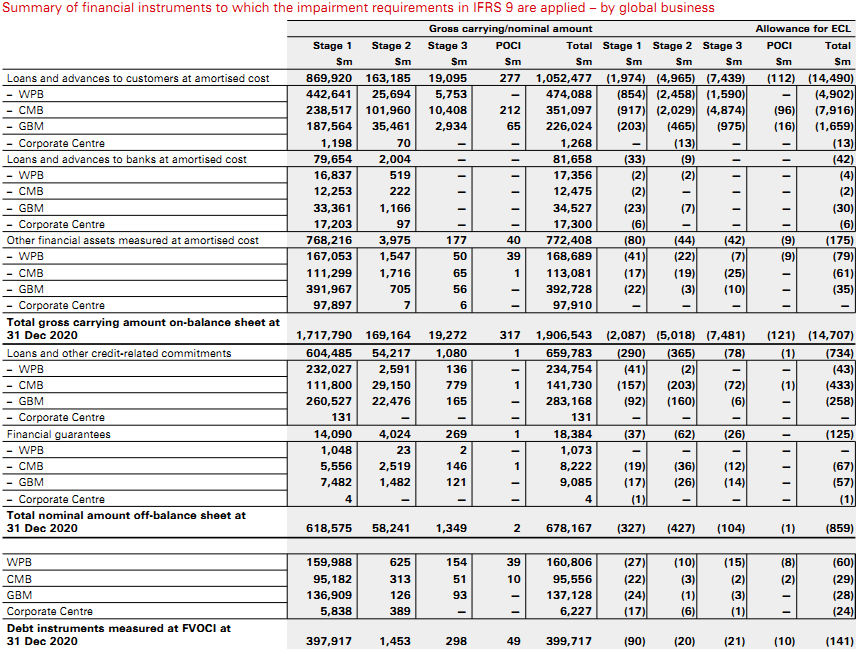 Summary of financial instruments to which the impairment requirements in IFRS 9 are applied – by global business
Gross carrying/nominal amount Allowance for ECL
Stage 1 Stage 2 Stage 3 POCI Total Stage 1 Stage 2 Stage 3 POCI Total
$m $m $m $m $m $m $m $m $m $m
Loans and advances to customers at amortised cost 869,920 163,185 19,095 277 1,052,477 (1,974) (4,965) (7,439) (112) (14,490)
– WPB 442,641 25,694 5,753 – 474,088 (854) (2,458) (1,590) – (4,902)
– CMB 238,517 101,960 10,408 212 351,097 (917) (2,029) (4,874) (96) (7,916)
– GBM 187,564 35,461 2,934 65 226,024 (203) (465) (975) (16) (1,659)
– Corporate Centre 1,198 70 – – 1,268 – (13) – – (13)
Loans and advances to banks at amortised cost 79,654 2,004 – – 81,658 (33) (9) – – (42)
– WPB 16,837 519 – – 17,356 (2) (2) – – (4)
– CMB 12,253 222 – – 12,475 (2) – – – (2)
– GBM 33,361 1,166 – – 34,527 (23) (7) – – (30)
– Corporate Centre 17,203 97 – – 17,300 (6) – – – (6)
Other financial assets measured at amortised cost 768,216 3,975 177 40 772,408 (80) (44) (42) (9) (175)
– WPB 167,053 1,547 50 39 168,689 (41) (22) (7) (9) (79)
– CMB 111,299 1,716 65 1 113,081 (17) (19) (25) – (61)
– GBM 391,967 705 56 – 392,728 (22) (3) (10) – (35)
– Corporate Centre 97,897 7 6 – 97,910 – – – – –
Total gross carrying amount on-balance sheet at
31 Dec 2020 1,717,790 169,164 19,272 317 1,906,543 (2,087) (5,018) (7,481) (121) (14,707)
Loans and other credit-related commitments 604,485 54,217 1,080 1 659,783 (290) (365) (78) (1) (734)
– WPB 232,027 2,591 136 – 234,754 (41) (2) – – (43)
– CMB 111,800 29,150 779 1 141,730 (157) (203) (72) (1) (433)
– GBM 260,527 22,476 165 – 283,168 (92) (160) (6) – (258)
– Corporate Centre 131 – – – 131 – – – – –
Financial guarantees 14,090 4,024 269 1 18,384 (37) (62) (26) – (125)
– WPB 1,048 23 2 – 1,073 – – – – –
– CMB 5,556 2,519 146 1 8,222 (19) (36) (12) – (67)
– GBM 7,482 1,482 121 – 9,085 (17) (26) (14) – (57)
– Corporate Centre 4 – – – 4 (1) – – – (1)
Total nominal amount off-balance sheet at
31 Dec 2020 618,575 58,241 1,349 2 678,167 (327) (427) (104) (1) (859)
WPB 159,988 625 154 39 160,806 (27) (10) (15) (8) (60)
CMB 95,182 313 51 10 95,556 (22) (3) (2) (2) (29)
GBM 136,909 126 93 – 137,128 (24) (1) (3) – (28)
Corporate Centre 5,838 389 – – 6,227 (17) (6) (1) – (24)
Debt instruments measured at FVOCI at
31 Dec 2020 397,917 1,453 298 49 399,717 (90) (20) (21) (10) (141)